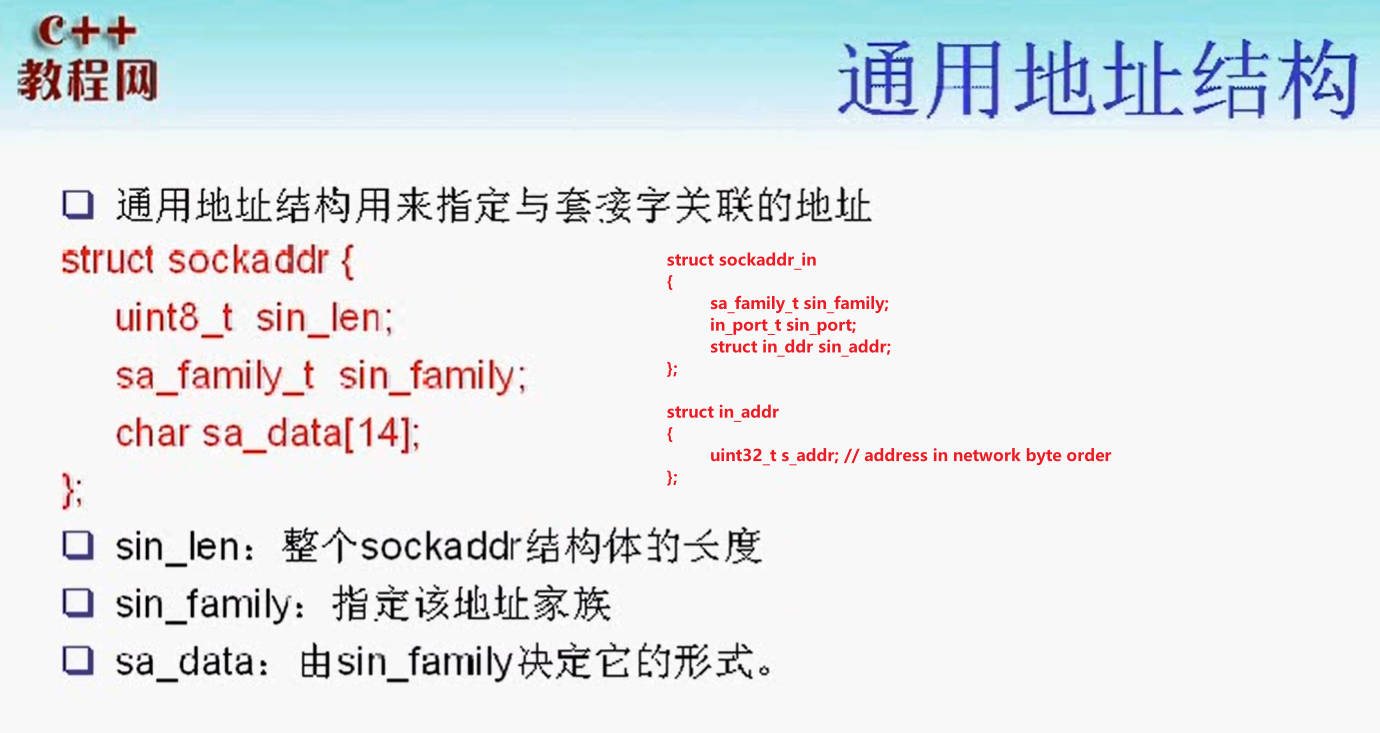 C++
教程网
通用地址结构
通用地址结构用来指定与套接字关联的地址
struct sockaddr {
uint8_t sin_len;
sa_family_t sin_family;
char sa_data[14];
};
struct sockaddr_in
{
sa_family_t sin_family;
in_port_t sin_port;
struct in_ddr sin_addr;
};
struct in_addr
{
uint32_t s_addr; // address in network byte order
};
sin_len：整个sockaddr结构体的长度
sin_family：指定该地址家族
sa_data：由sin_family决定它的形式。